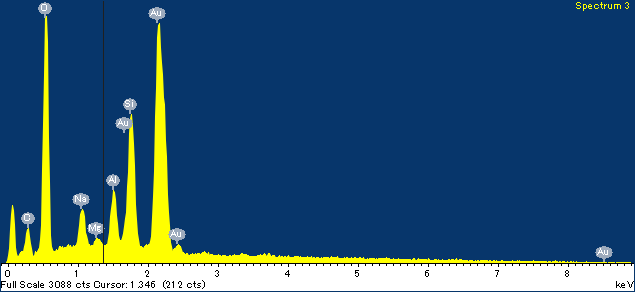 Spectrum 3
O
Au
Si
Au
Al
Na
C
Mg
Au
Au
0 1 2 3 4 5 6 7 8
Full Scale 3088 cts Cursor: 1.346 (212 cts) keV